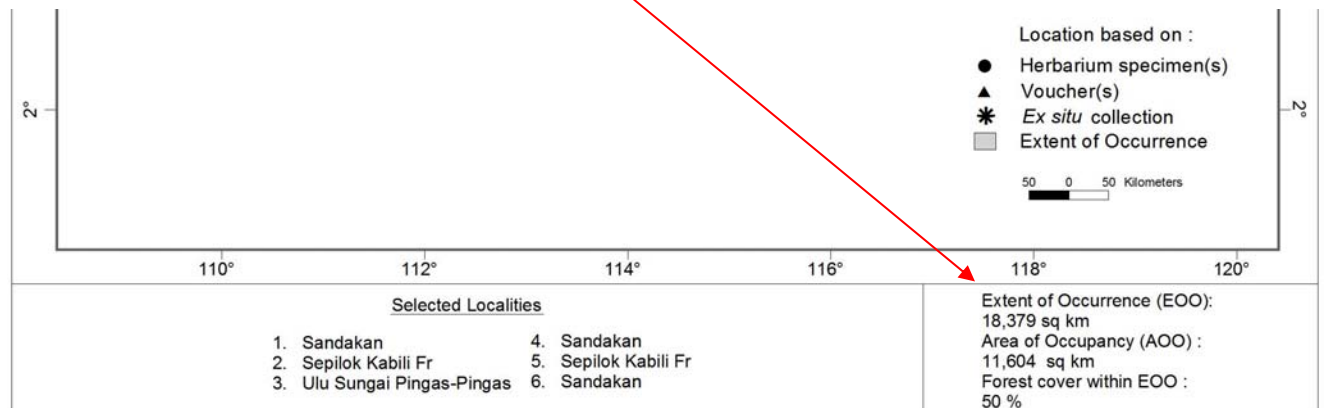 Location based on :
Herbarium specimen(s)
Voucher(s)
Ex situ collection
Extent of Occurrence
50 0 50 Kilometers
2° 2°
110° 112° 114° 116° 118° 120°
Selected Localities
1. Sandakan
2. Sepilok Kabili Fr
3. Ulu Sungai Pingas-Pingas
4. Sandakan
5. Sepilok Kabili Fr
6. Sandakan
Extent of Occurrence (EOO):
18,379 sq km
Area of Occupancy (AOO) :
11,604 sq km
Forest cover within EOO :
50 %